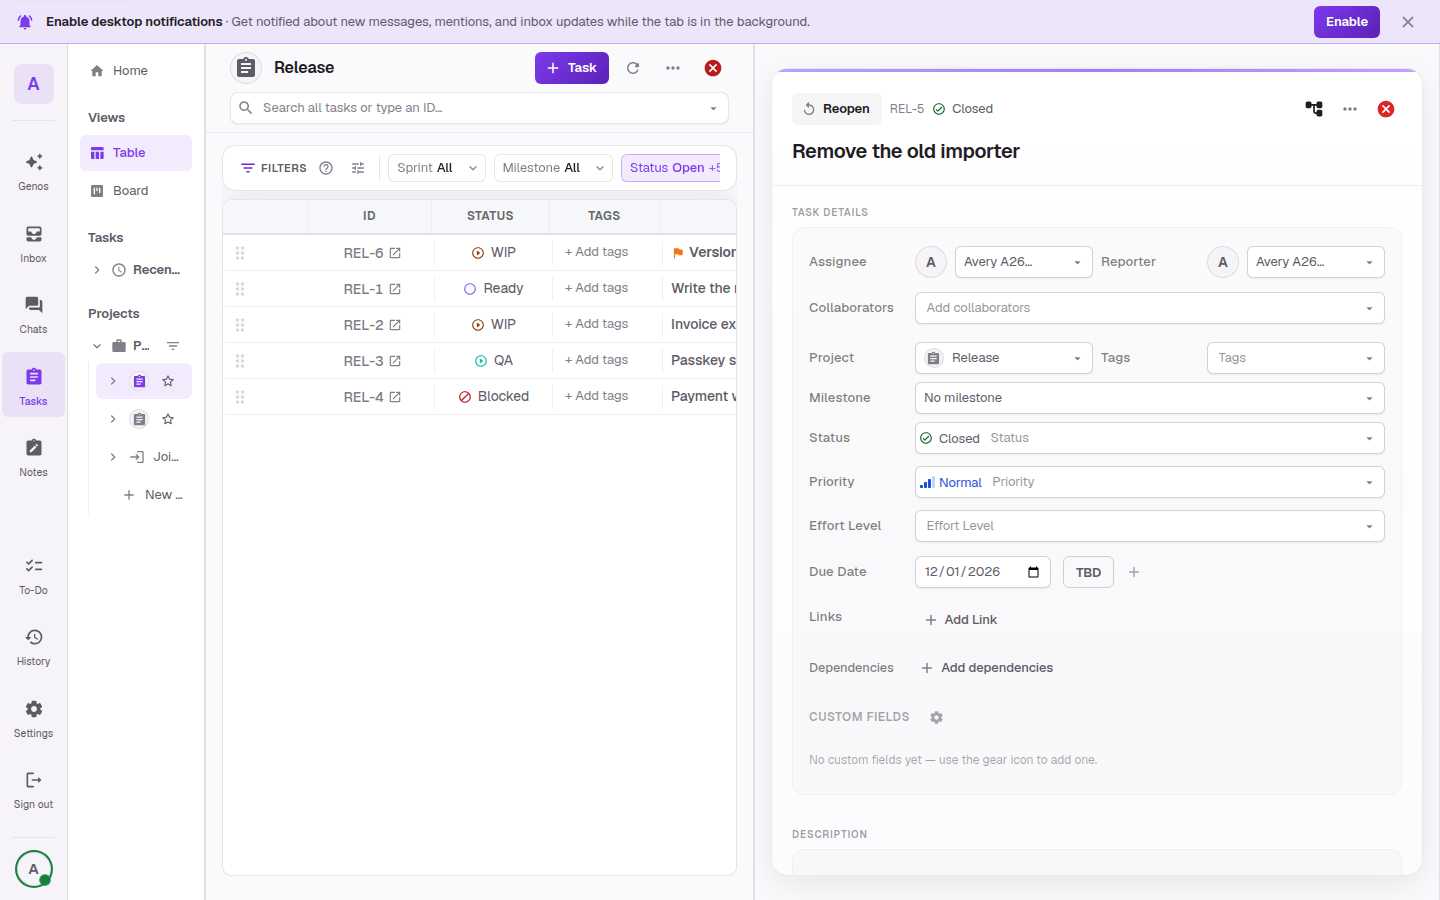 Enable desktop notifications · Get notified about new messages, mentions, and inbox updates while the tab is in the background.
Enable
A
Genos
Inbox
Chats
Tasks
Notes
To-Do
History
Settings
Sign out
A
Home
Views
Table
Board
Tasks
Recen...
Projects
P...
Joi...
New ...
Release
Task
Search all tasks or type an ID...
FILTERS
Sprint All
Milestone All
Status Open +5
ID STATUS TAGS
REL-6 WIP + Add tags Version
REL-1 Ready + Add tags Write the
REL-2 WIP + Add tags Invoice ex
REL-3 QA + Add tags Passkey s
REL-4 Blocked + Add tags Payment
Reopen REL-5 Closed
Remove the old importer
TASK DETAILS
Assignee A Avery A26... Reporter A Avery A26...
Collaborators Add collaborators
Project Release Tags Tags
Milestone No milestone
Status Closed Status
Priority Normal Priority
Effort Level Effort Level
Due Date 12/01/2026 TBD
Links Add Link
Dependencies Add dependencies
CUSTOM FIELDS
No custom fields yet — use the gear icon to add one.
DESCRIPTION